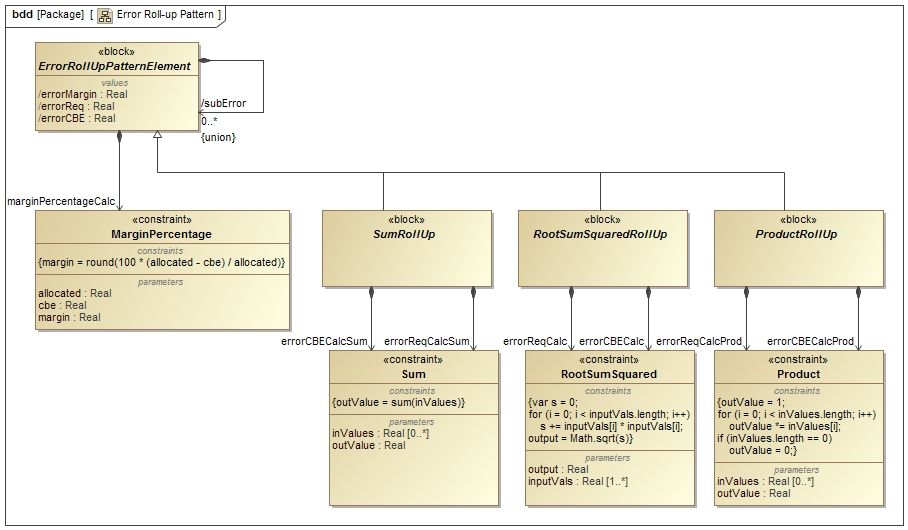 bdd [Package] [ Error Roll-up Pattern ]
«block»
ErrorRollUpPatternElement
values
/errorMargin : Real
/errorReq : Real
/errorCBE : Real
/subError
0..*
{union}
marginPercentageCalc
«constraint»
MarginPercentage
constraints
{margin = round(100 * (allocated - cbe) / allocated)}
parameters
allocated : Real
cbe : Real
margin : Real
«block»
SumRollUp
«block»
RootSumSquaredRollUp
«block»
ProductRollUp
errorCBECalcSum
errorReqCalcSum
errorReqCalc
errorCBECalc
errorReqCalcProd
errorCBECalcProd
«constraint»
Sum
constraints
{outValue = sum(inValues)}
parameters
inValues : Real [0..*]
outValue : Real
«constraint»
RootSumSquared
constraints
{var s = 0;
for (i = 0; i < inputVals.length; i++)
s += inputVals[i] * inputVals[i];
output = Math.sqrt(s)}
parameters
output : Real
inputVals : Real [1..*]
«constraint»
Product
constraints
{outValue = 1;
for (i = 0; i < inValues.length; i++)
outValue *= inValues[i];
if (inValues.length == 0)
outValue = 0;}
parameters
inValues : Real [0..*]
outValue : Real